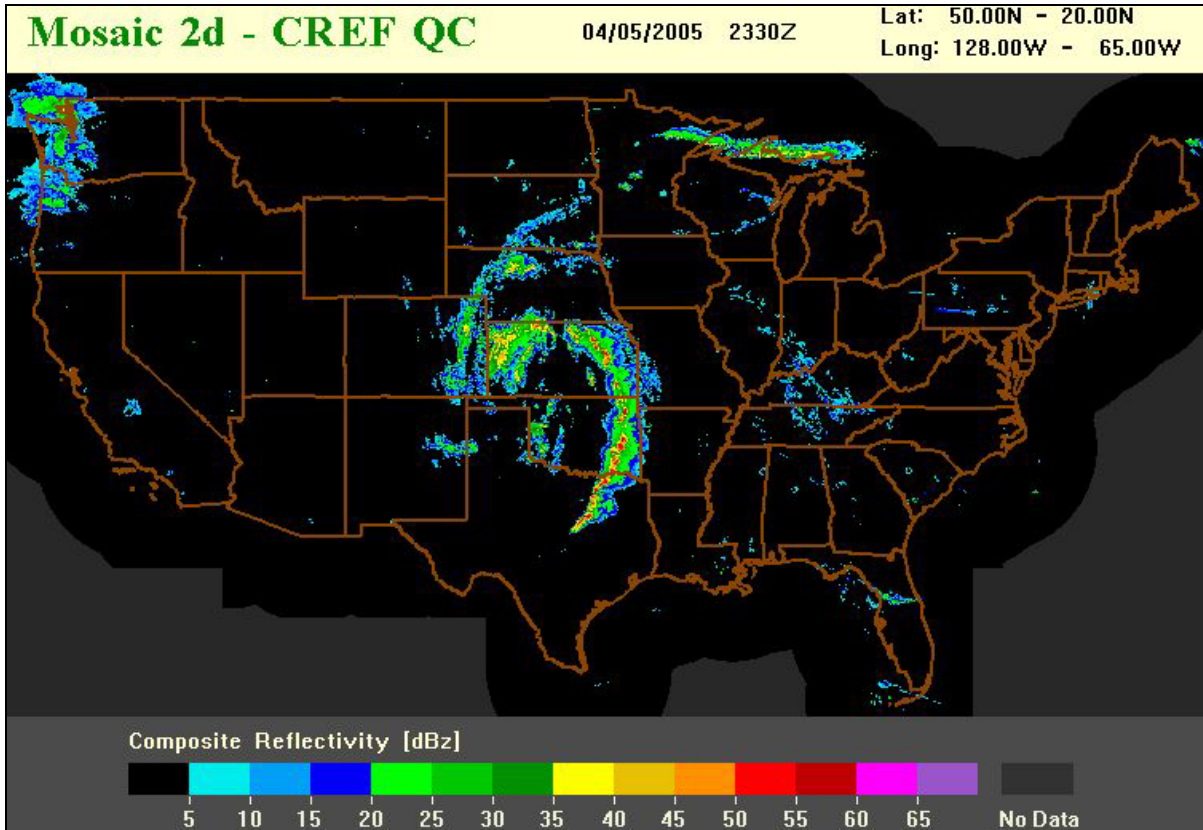 Mosaic 2d - CREF QC 04/05/2005 2330Z
Lat: 50.00N - 20.00N
Long: 128.00W - 65.00W
Composite Reflectivity [dBz]
5 10 15 20 25 30 35 40 45 50 55 60 65 No Data